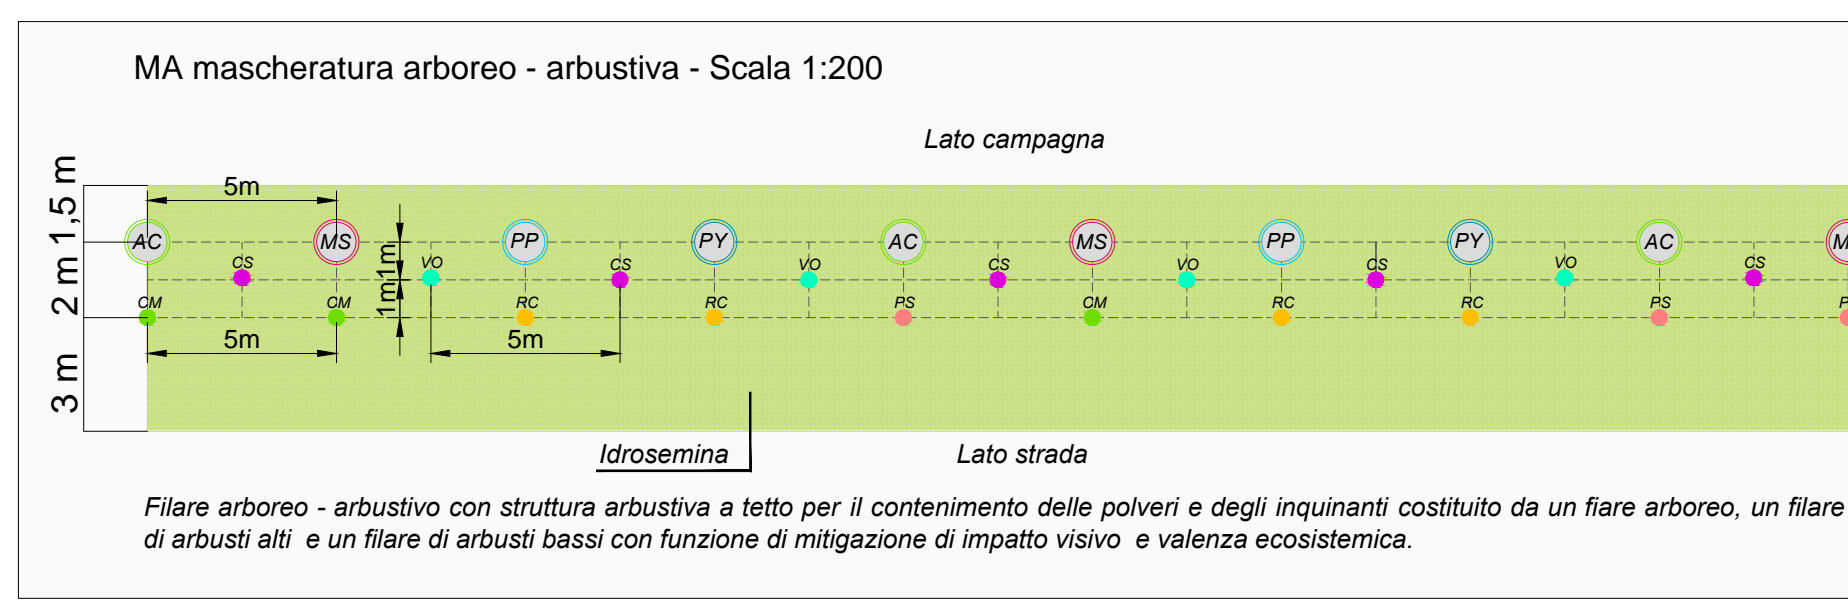 MA mascheratura arboreo - arbustiva - Scala 1:200
Lato campagna
1,5 m
5m
AC MS PP PY AC MS PP PY AC M
1m
CS VO CS VO CS VO CS VO CS
2 m
1m
CM CM RC RC PS CM RC RC PS P
5m 5m
3 m
Idrosemina
Lato strada
Filare arboreo - arbustivo con struttura arbustiva a tetto per il contenimento delle polveri e degli inquinanti costituito da un fiare arboreo, un filare
di arbusti alti e un filare di arbusti bassi con funzione di mitigazione di impatto visivo e valenza ecosistemica.